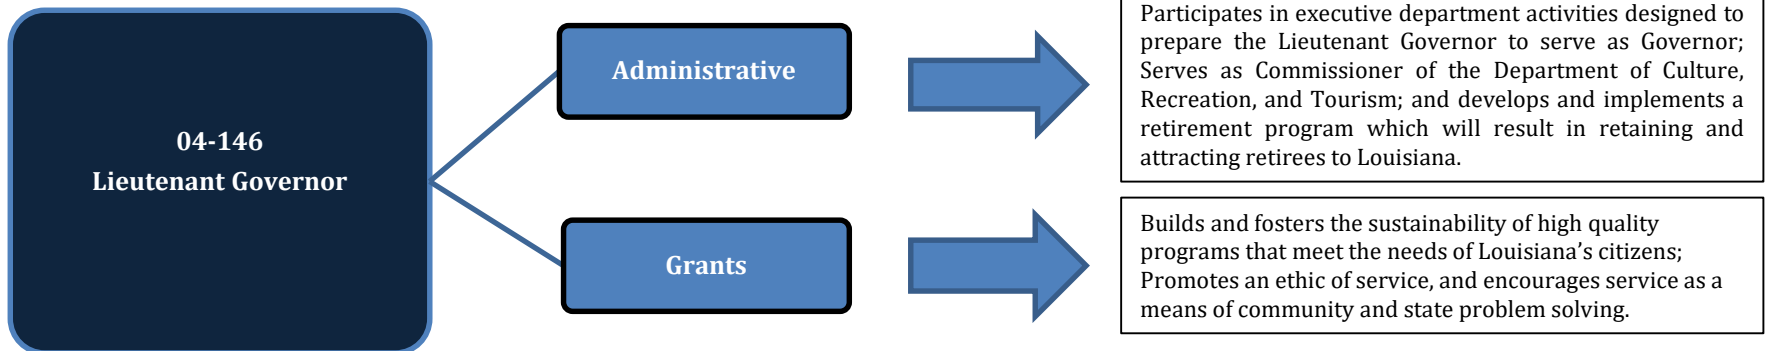 04-146
Lieutenant Governor
Administrative
Participates in executive department activities designed to
prepare the Lieutenant Governor to serve as Governor;
Serves as Commissioner of the Department of Culture,
Recreation, and Tourism; and develops and implements a
retirement program which will result in retaining and
attracting retirees to Louisiana.
Grants
Builds and fosters the sustainability of high quality
programs that meet the needs of Louisiana’s citizens;
Promotes an ethic of service, and encourages service as a
means of community and state problem solving.